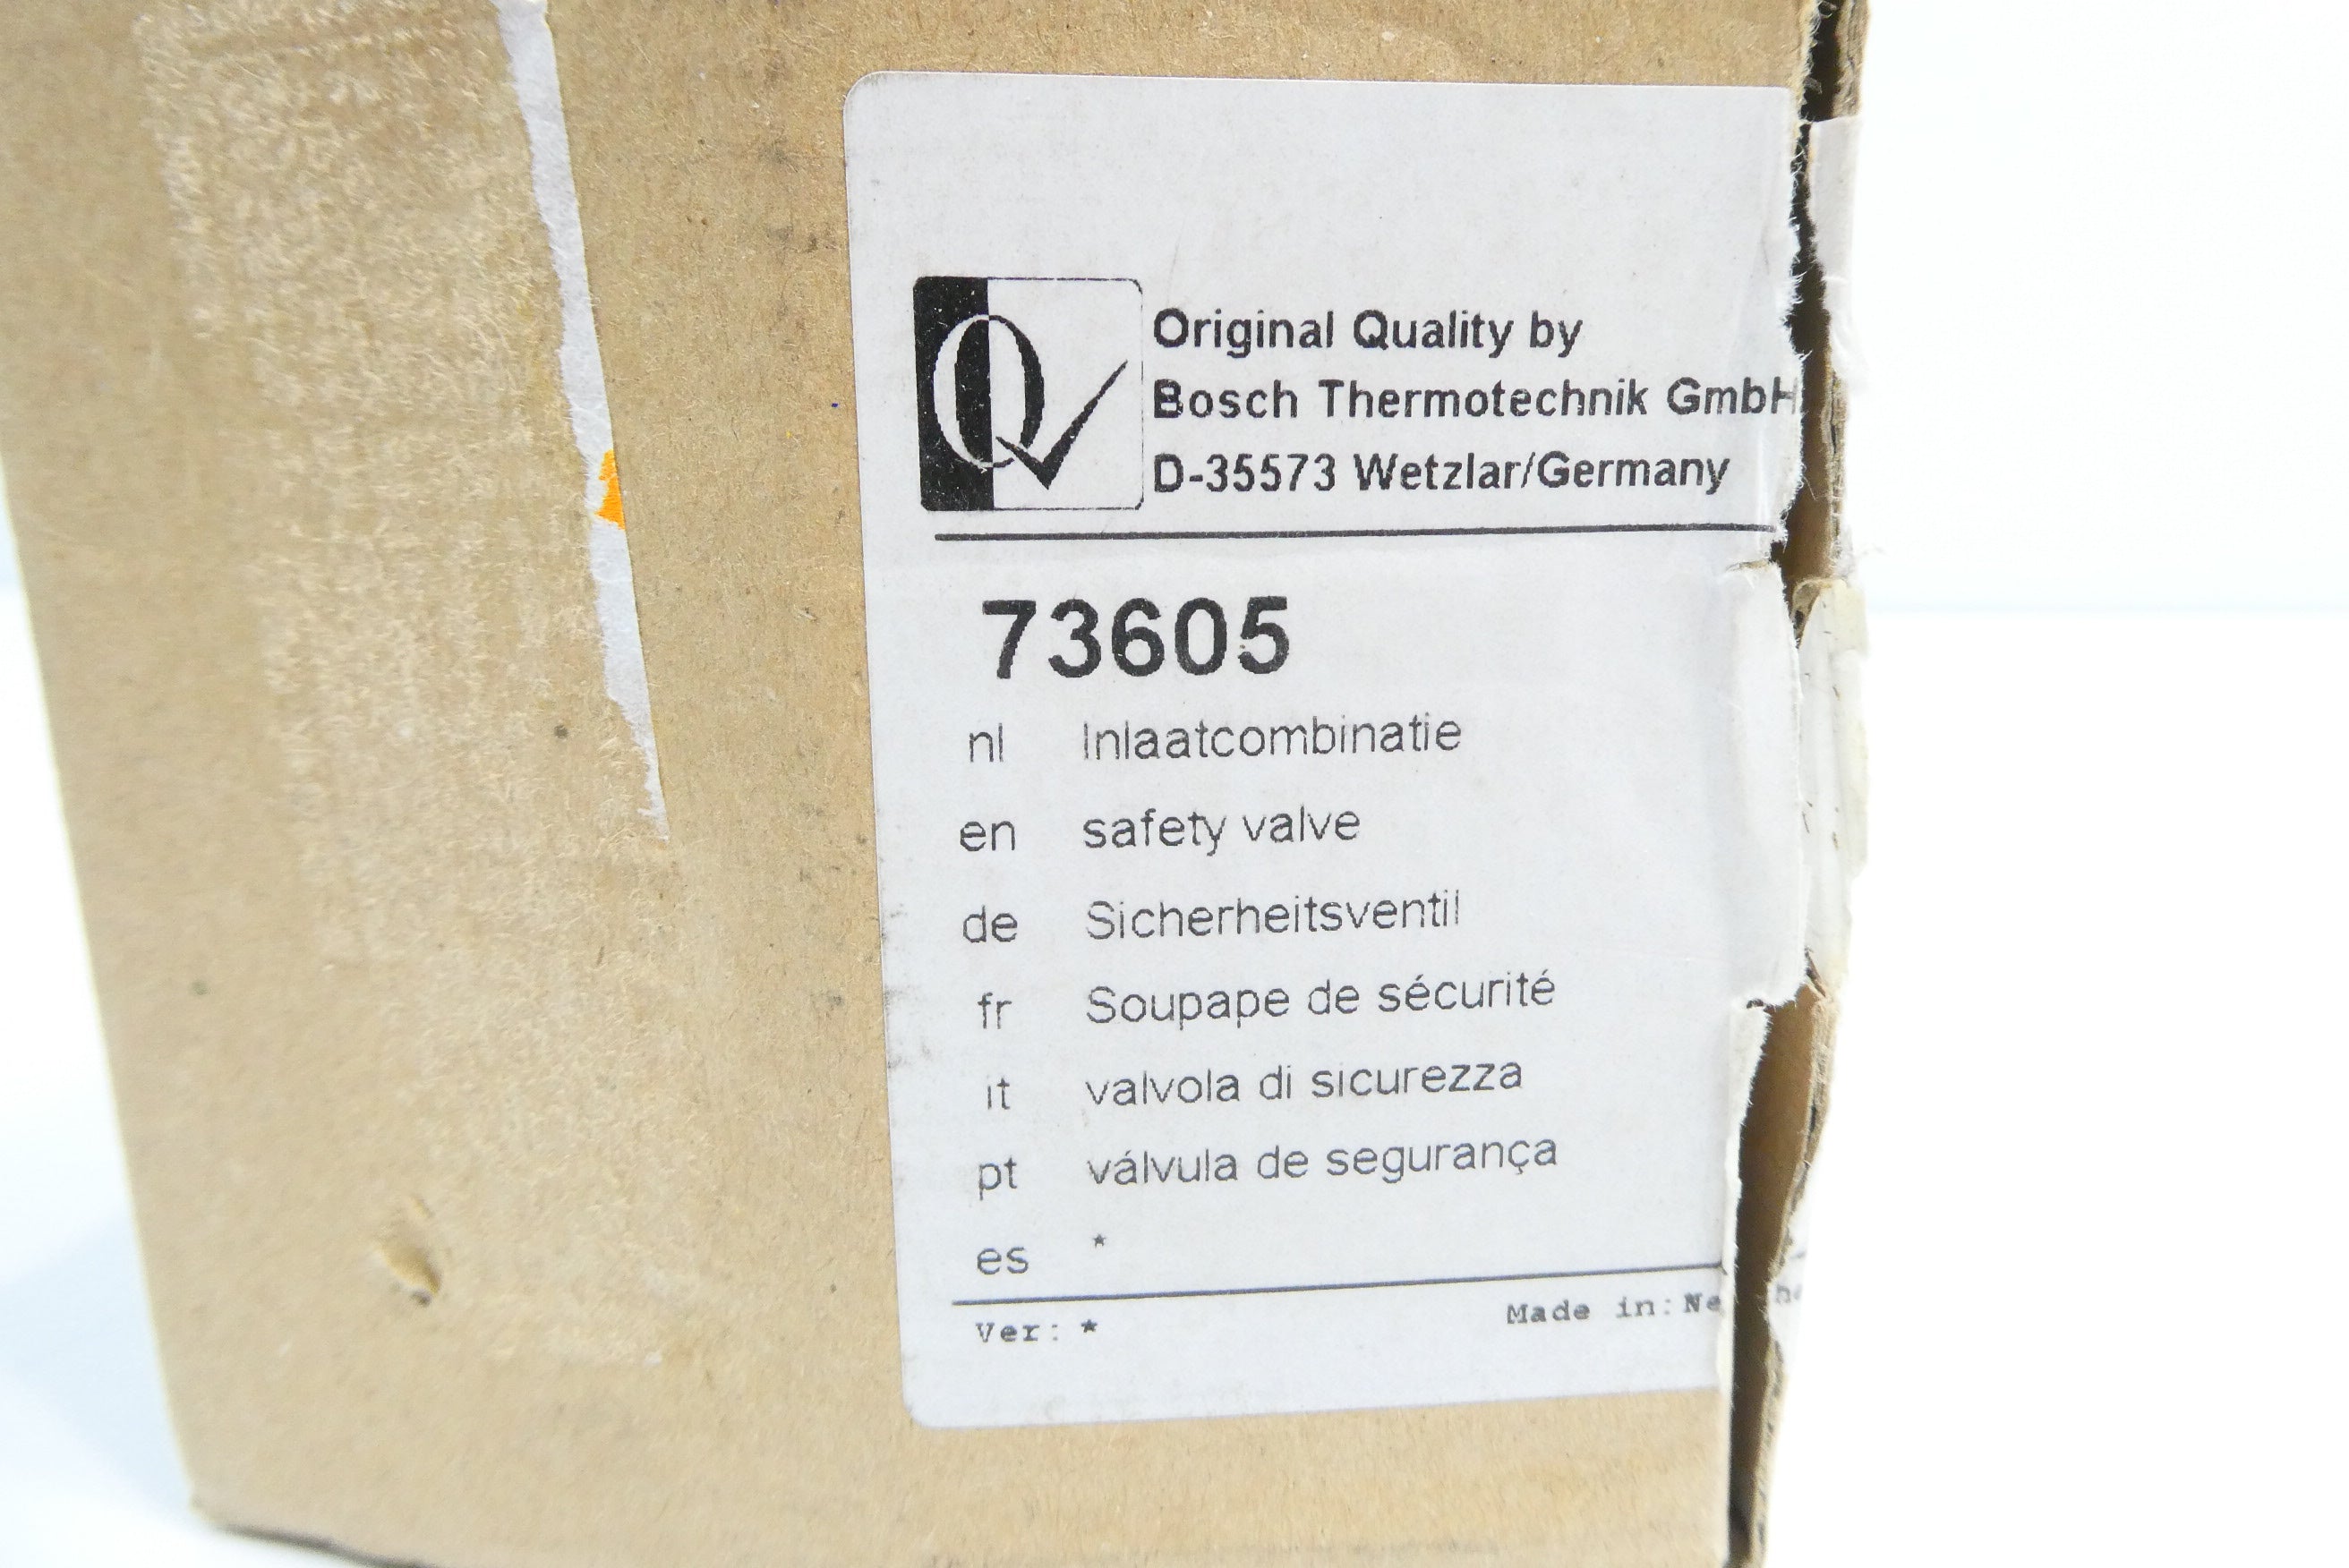 Original Quality by
Bosch Thermotechnik GmbH
D-35573 Wetzlar/Germany
73605
nl Inlaatcombinatie
en safety valve
de Sicherheitsventil
fr Soupape de sécurité
it valvola di sicurezza
pt válvula de segurança
es *
Ver: * Made in: